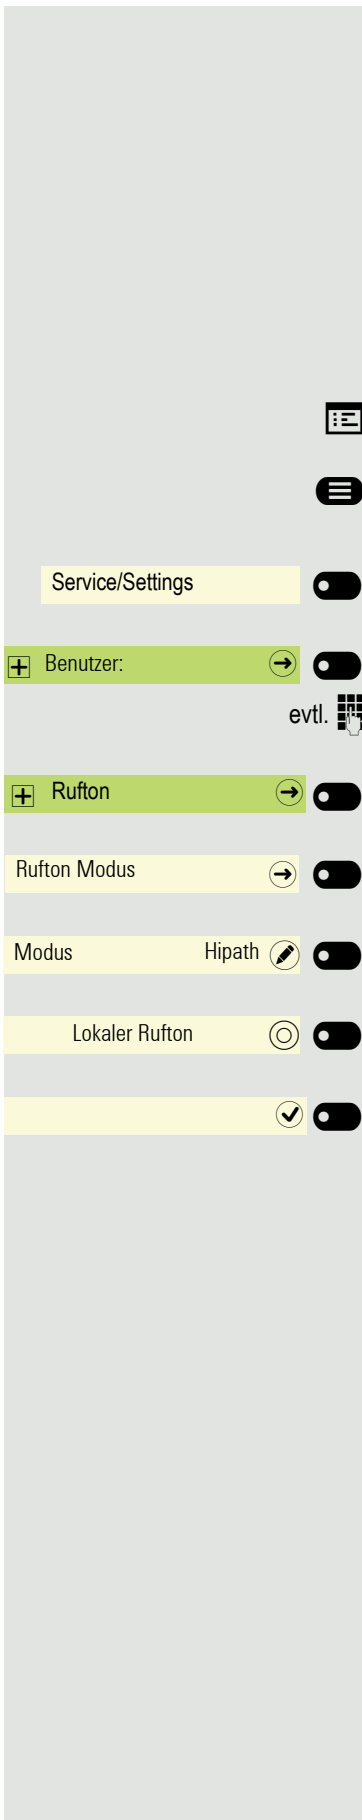 Service/Settings
Benutzer:
evtl.
Rufton
Rufton Modus
Modus Hipath
Lokaler Rufton